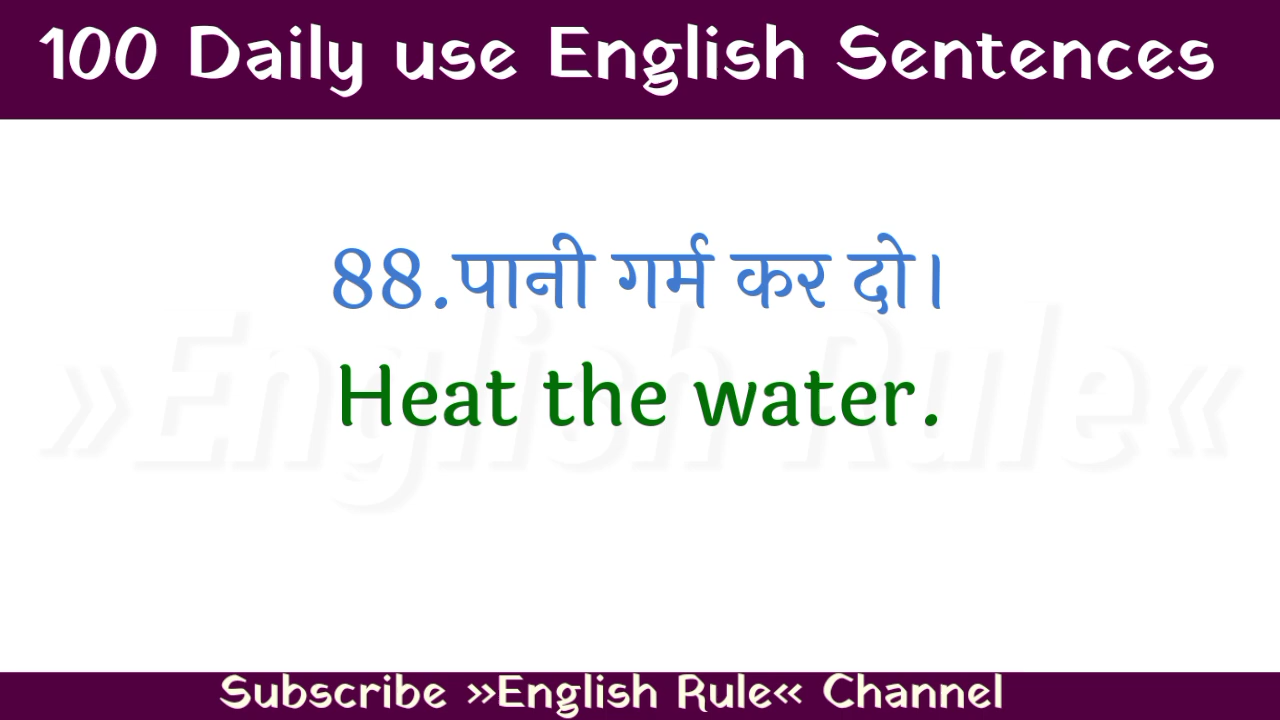 100 Daily use English Sentences
88.पानी गर्म कर दो।
Heat the water.
»English Rule«
Subscribe »English Rule« Channel